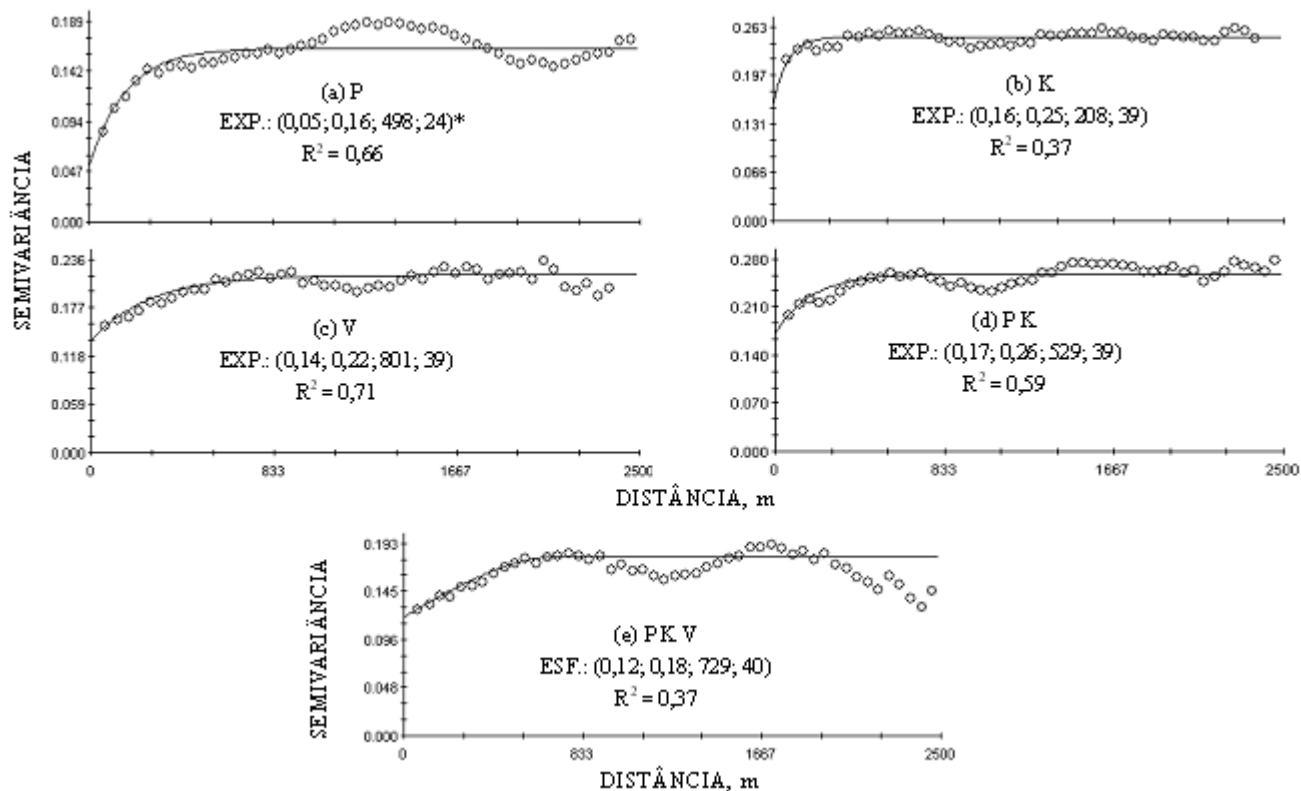 SEMIVARIÂNCIA
0.189
0.142
0.094
0.047
0.000
(a) P
EXP.: (0,05; 0,16; 498; 24)*
R² = 0,66
0.263
0.197
0.131
0.066
0.000
(b) K
EXP.: (0,16; 0,25; 208; 39)
R² = 0,37
0.236
0.177
0.118
0.059
0.000
(c) V
EXP.: (0,14; 0,22; 801; 39)
R² = 0,71
0 833 1667 2500
0.280
0.210
0.140
0.070
0.000
(d) P K
EXP.: (0,17; 0,26; 529; 39)
R² = 0,59
0 833 1667 2500
DISTÂNCIA, m
SEMIVARIÂNCIA
0.193
0.145
0.096
0.048
0.000
(e) P K V
ESF.: (0,12; 0,18; 729; 40)
R² = 0,37
0 833 1667 2500
DISTÂNCIA, m